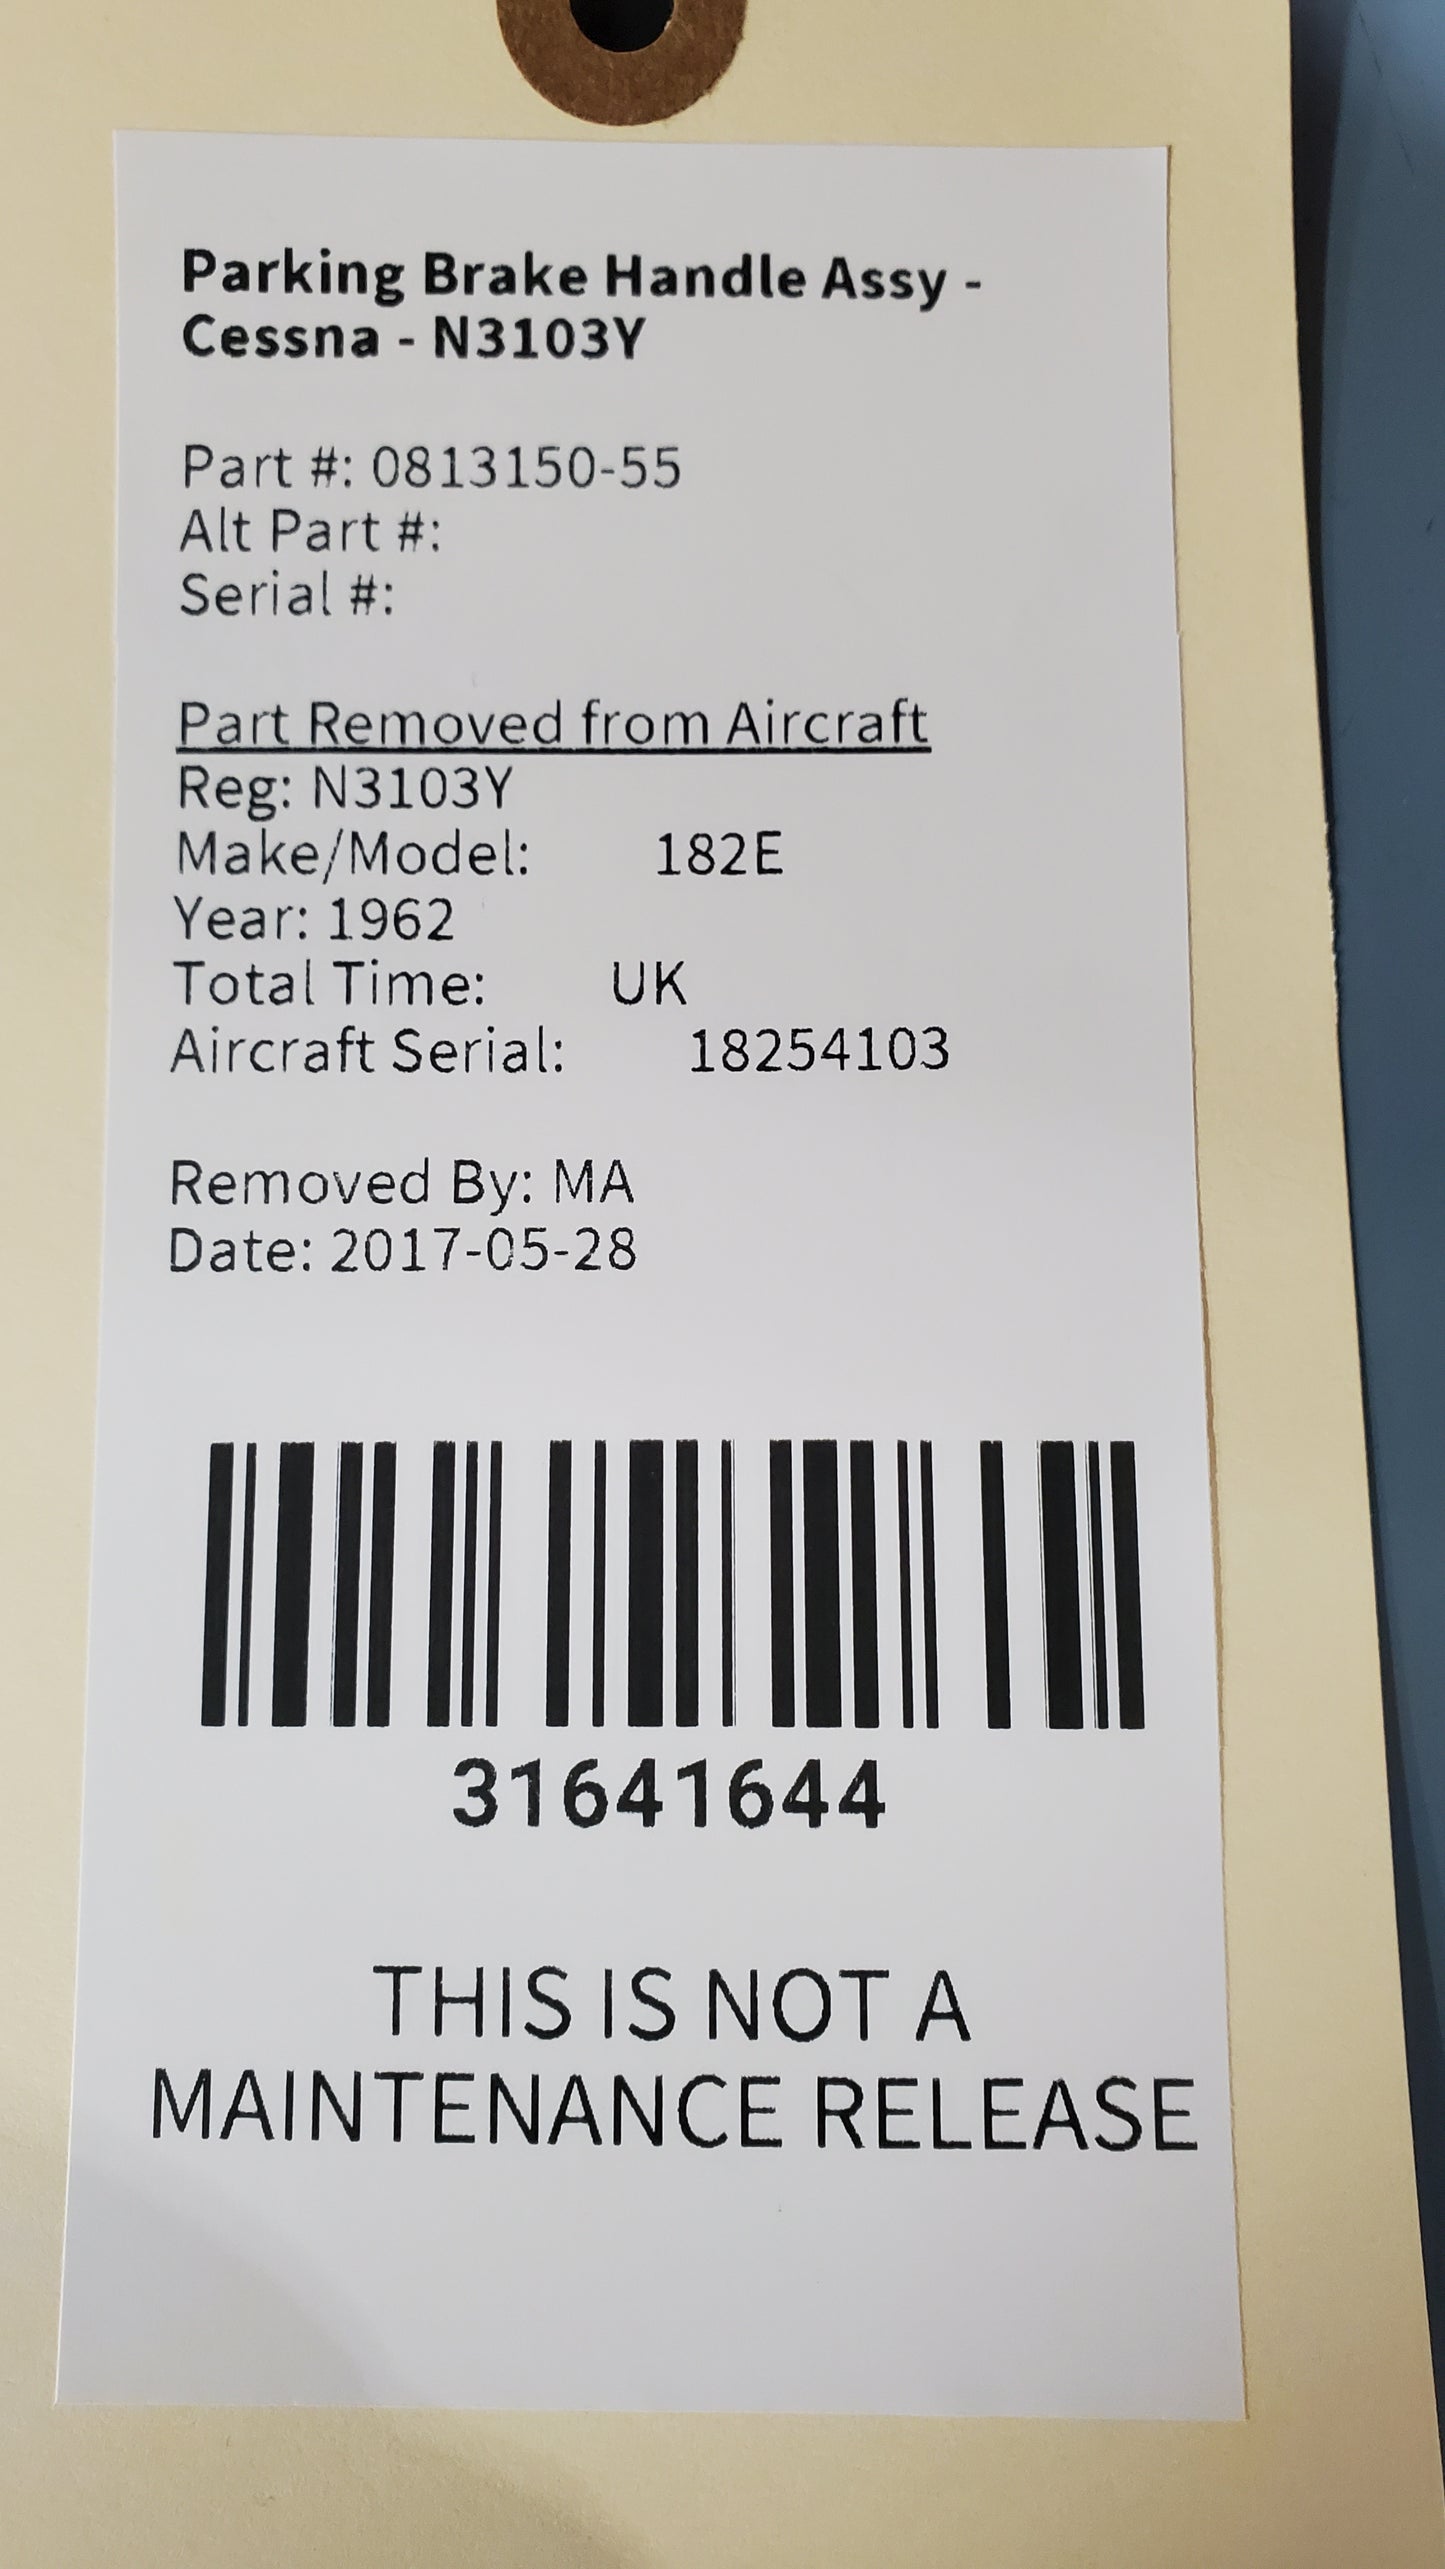 Parking Brake Handle Assy -
Cessna - N3103Y
Part #: 0813150-55
Alt Part #:
Serial #:
Part Removed from Aircraft
Reg: N3103Y
Make/Model: 182E
Year: 1962
Total Time: UK
Aircraft Serial: 18254103
Removed By: MA
Date: 2017-05-28
31641644
THIS IS NOT A
MAINTENANCE RELEASE